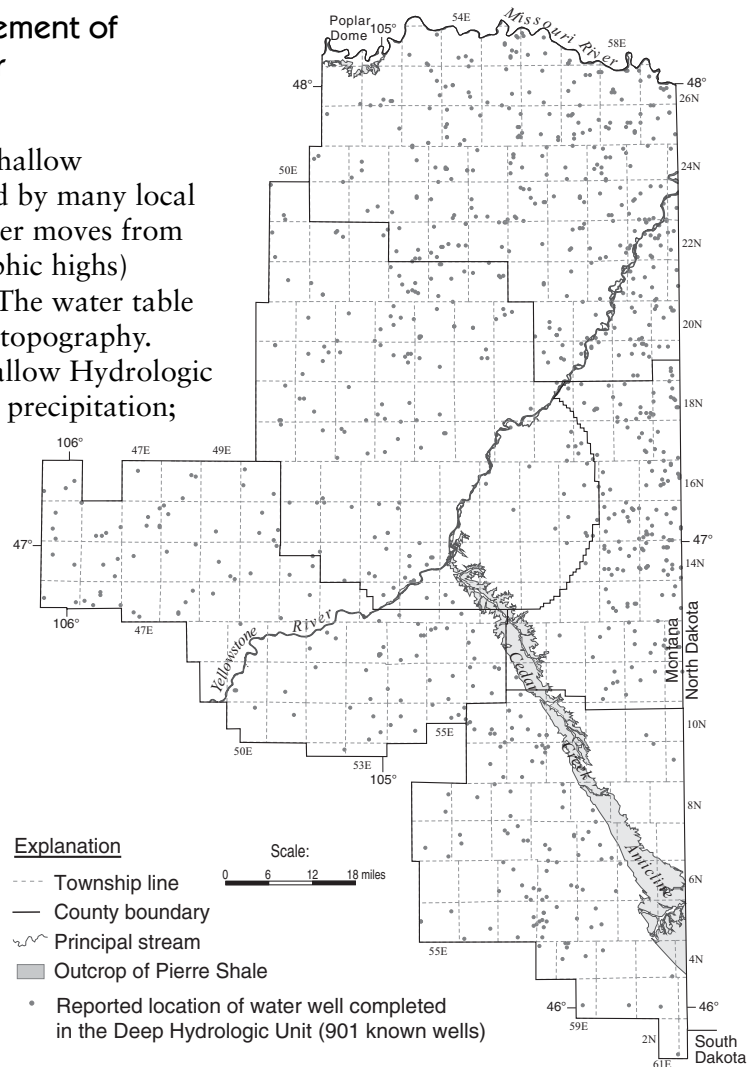 ement of
r
hallow
d by many local
er moves from
phic highs)
The water table
topography.
allow Hydrologic
precipitation;
Poplar
Dome
105°
54E
Missouri River
58E
48°
48°
26N
50E
24N
22N
20N
18N
106°
47E
49E
16N
47°
47°
14N
106°
47E
Yellowstone River
Montana
North Dakota
Cedar Creek Anticline
10N
50E
53E
55E
105°
8N
6N
55E
4N
46°
46°
59E
2N
South
Dakota
61E
Explanation
Township line
County boundary
Principal stream
Outcrop of Pierre Shale
Reported location of water well completed
in the Deep Hydrologic Unit (901 known wells)
Scale:
0 6 12 18 miles